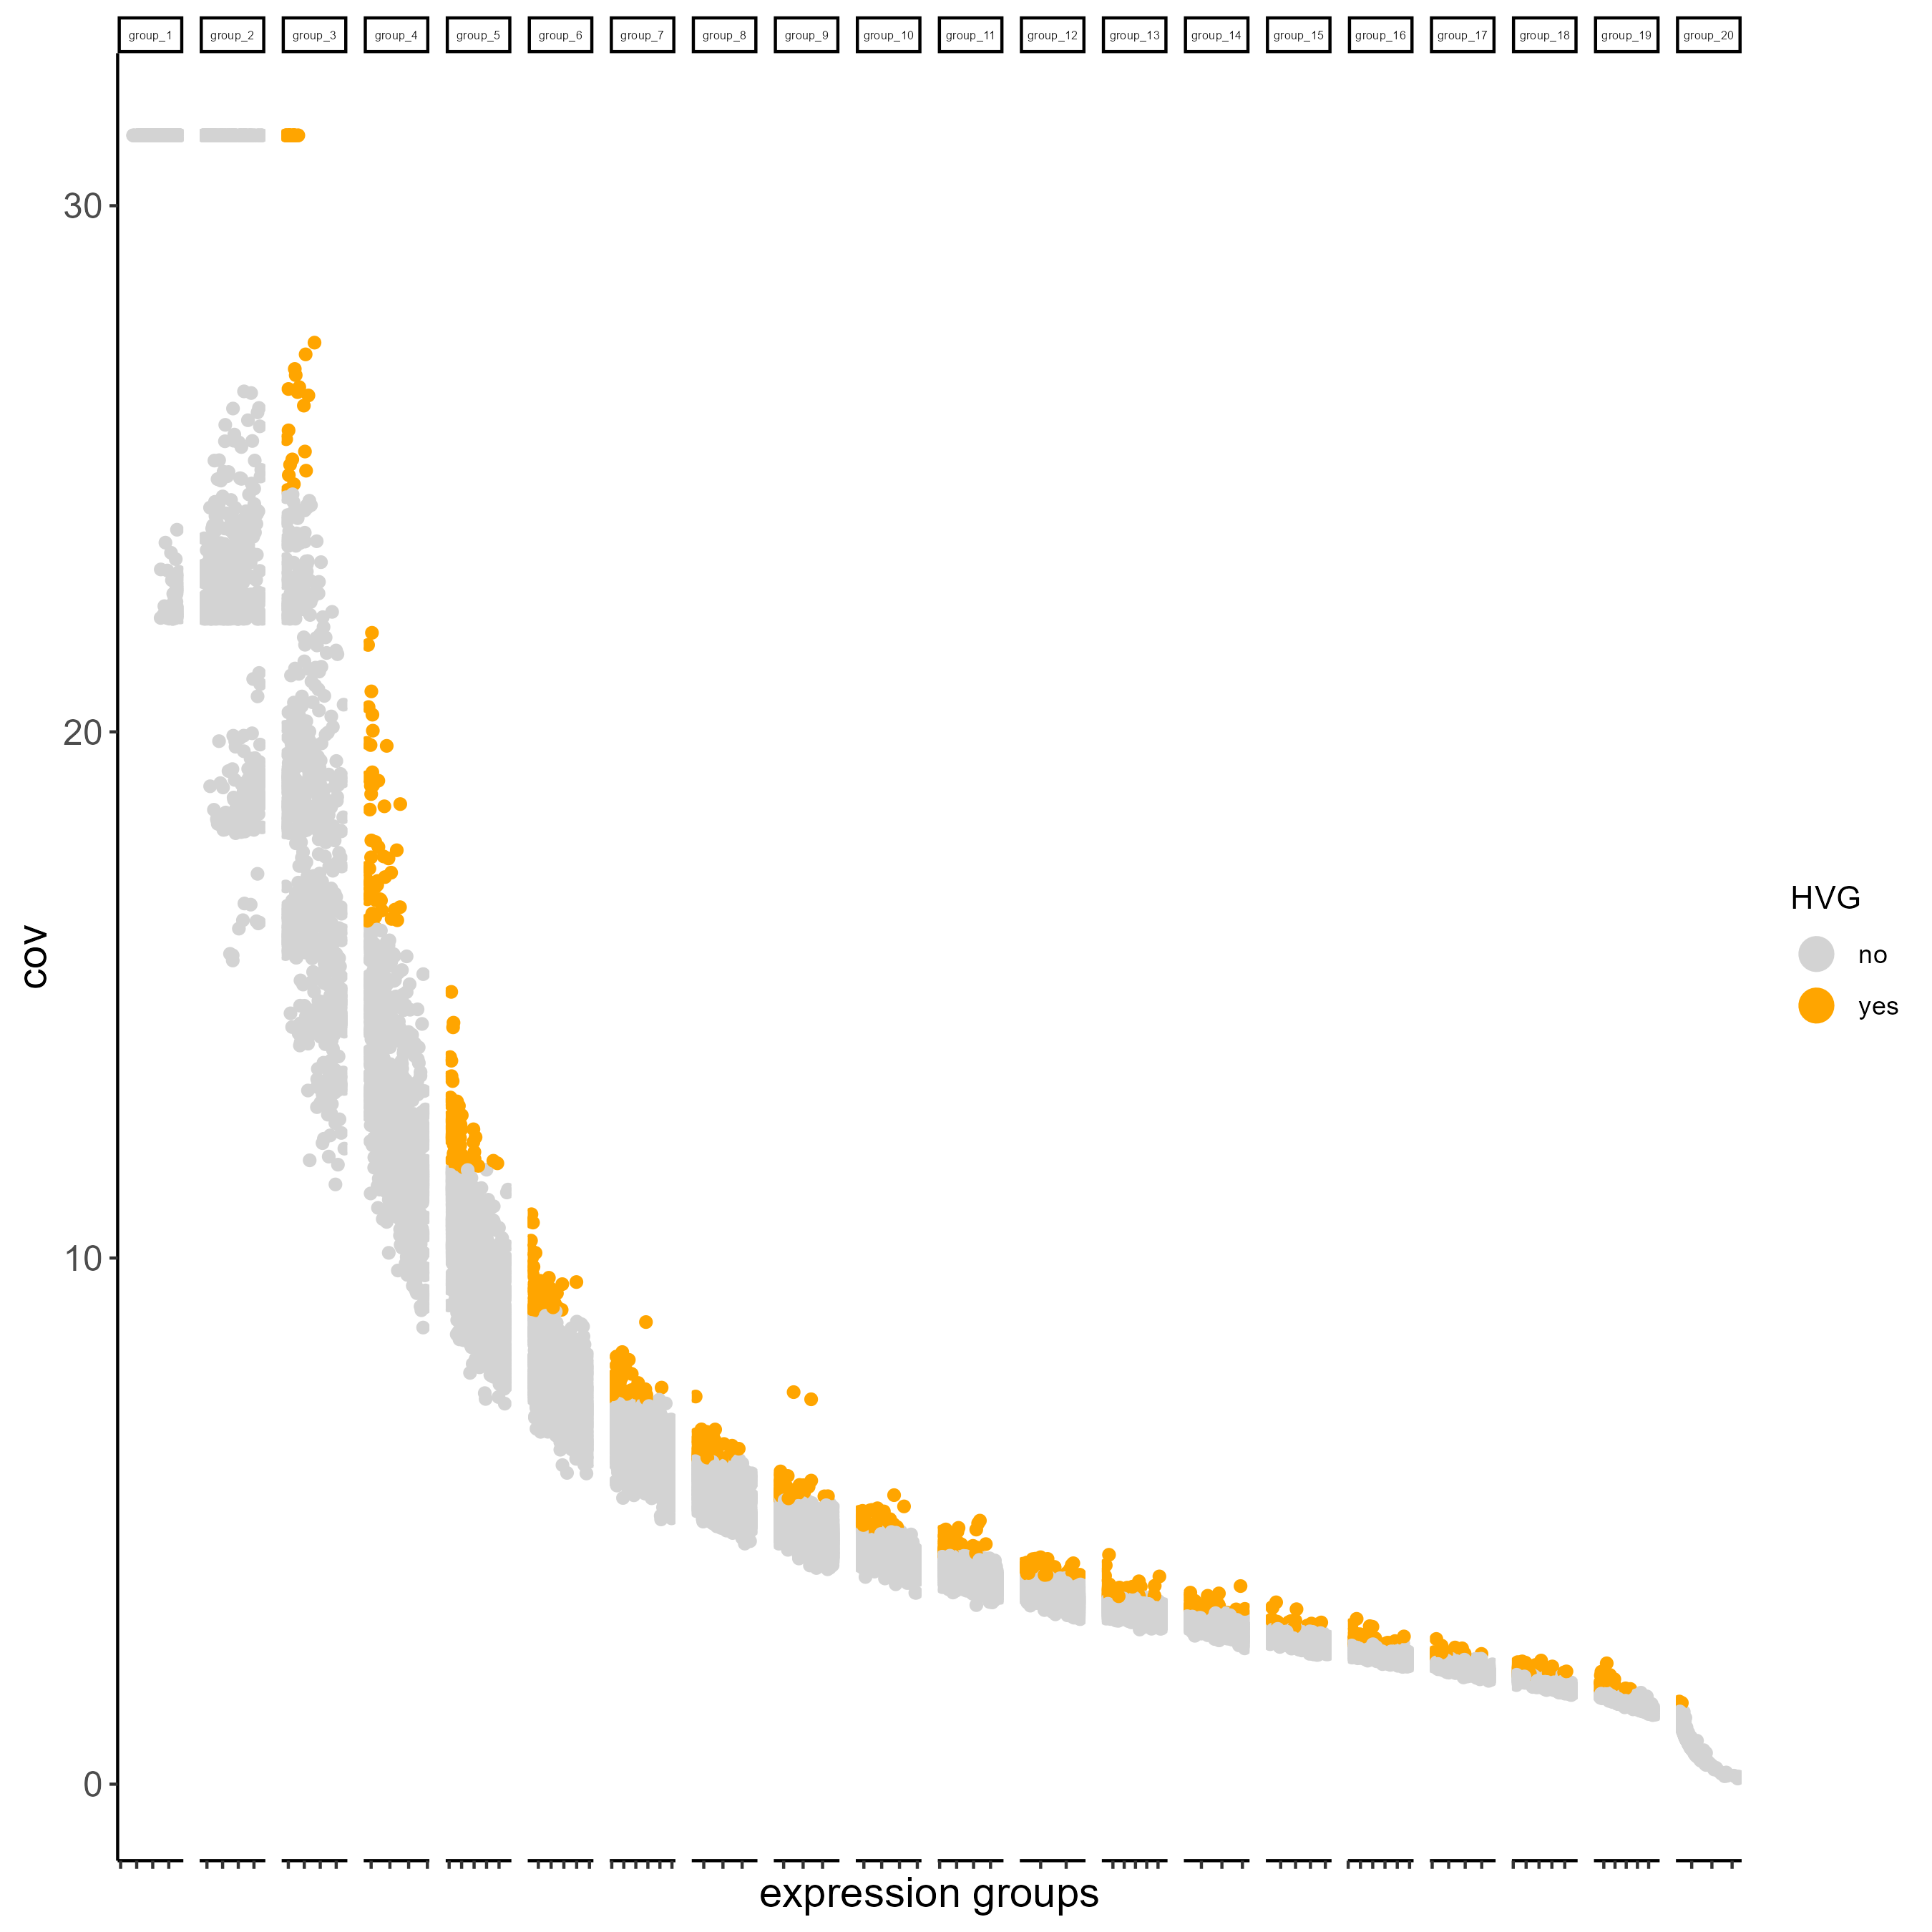 group_1 group_2 group_3 group_4 group_5 group_6 group_7 group_8 group_9 group_10 group_11 group_12 group_13 group_14 group_15 group_16 group_17 group_18 group_19 group_20
30
20
10
0
cov
expression groups
HVG
no
yes